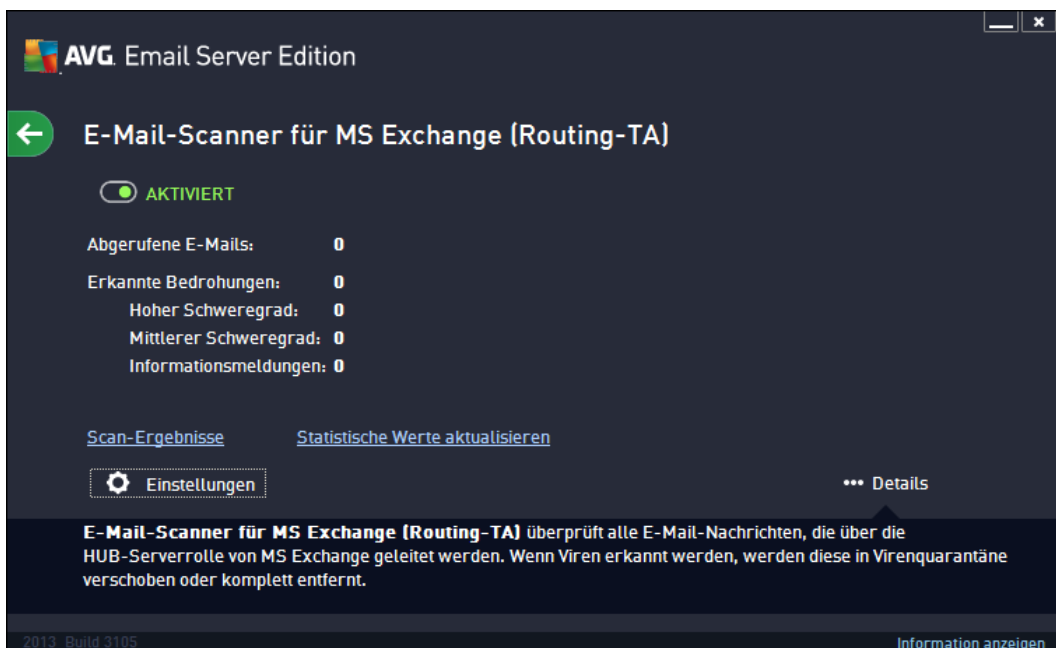 AVG. Email Server Edition
E-Mail-Scanner für MS Exchange (Routing-TA)
AKTIVIERT
Abgerufene E-Mails: 0
Erkannte Bedrohungen: 0
Hoher Schweregrad: 0
Mittlerer Schweregrad: 0
Informationsmeldungen: 0
Scan-Ergebnisse Statistische Werte aktualisieren
Einstellungen ••• Details
E-Mail-Scanner für MS Exchange (Routing-TA) überprüft alle E-Mail-Nachrichten, die über die
HUB-Serverrolle von MS Exchange geleitet werden. Wenn Viren erkannt werden, werden diese in Virenquarantäne
verschoben oder komplett entfernt.
2013 Build 3105 Information anzeigen